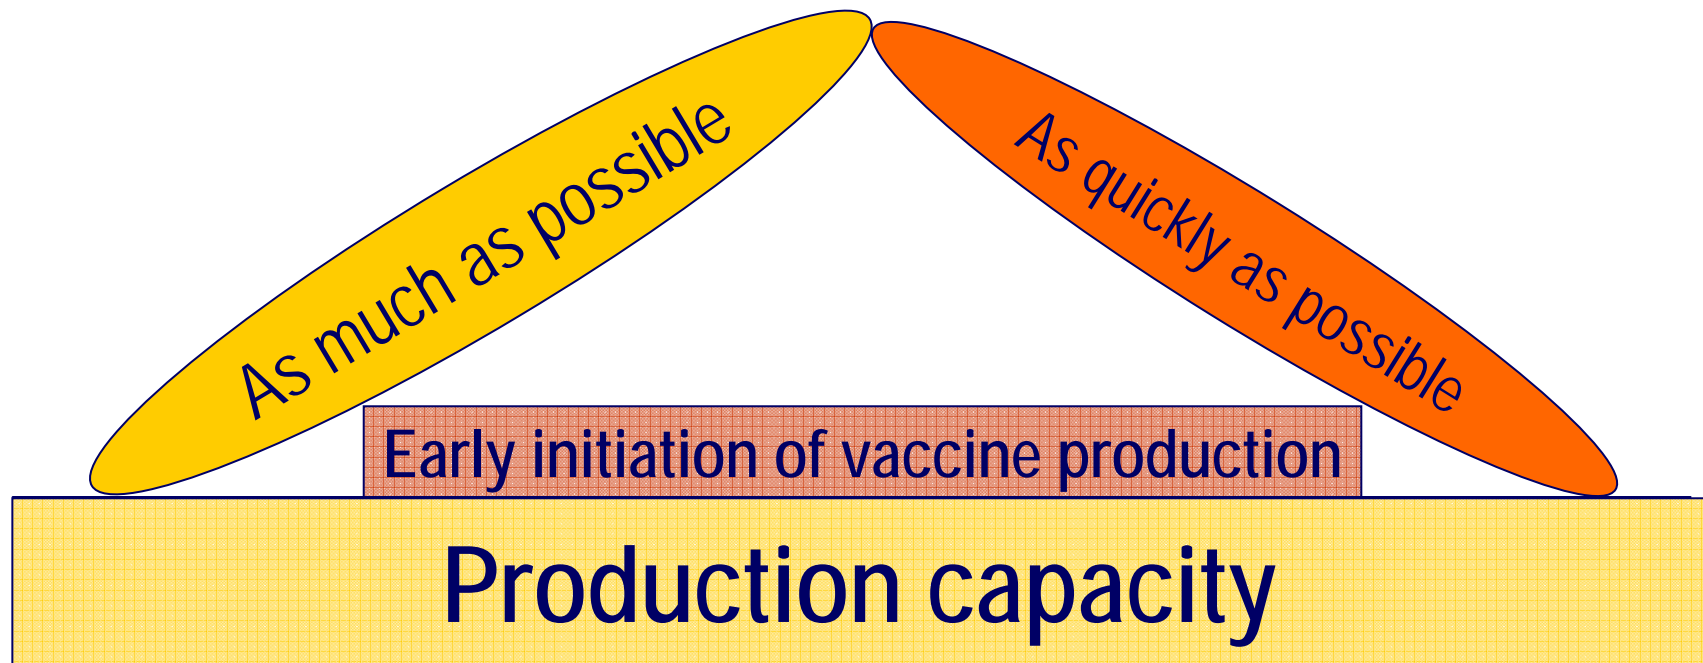 As much as possible
As quickly as possible
Early initiation of vaccine production
Production capacity